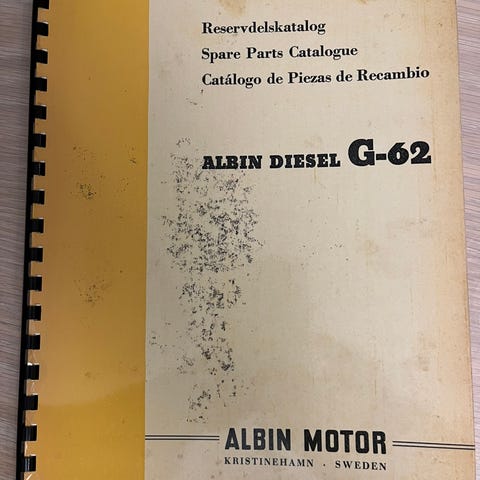 Reservdelskatalog
Spare Parts Catalogue
Catálogo de Piezas de Recambio
ALBIN DIESEL G-62
ALBIN MOTOR
KRISTINEHAMN · SWEDEN